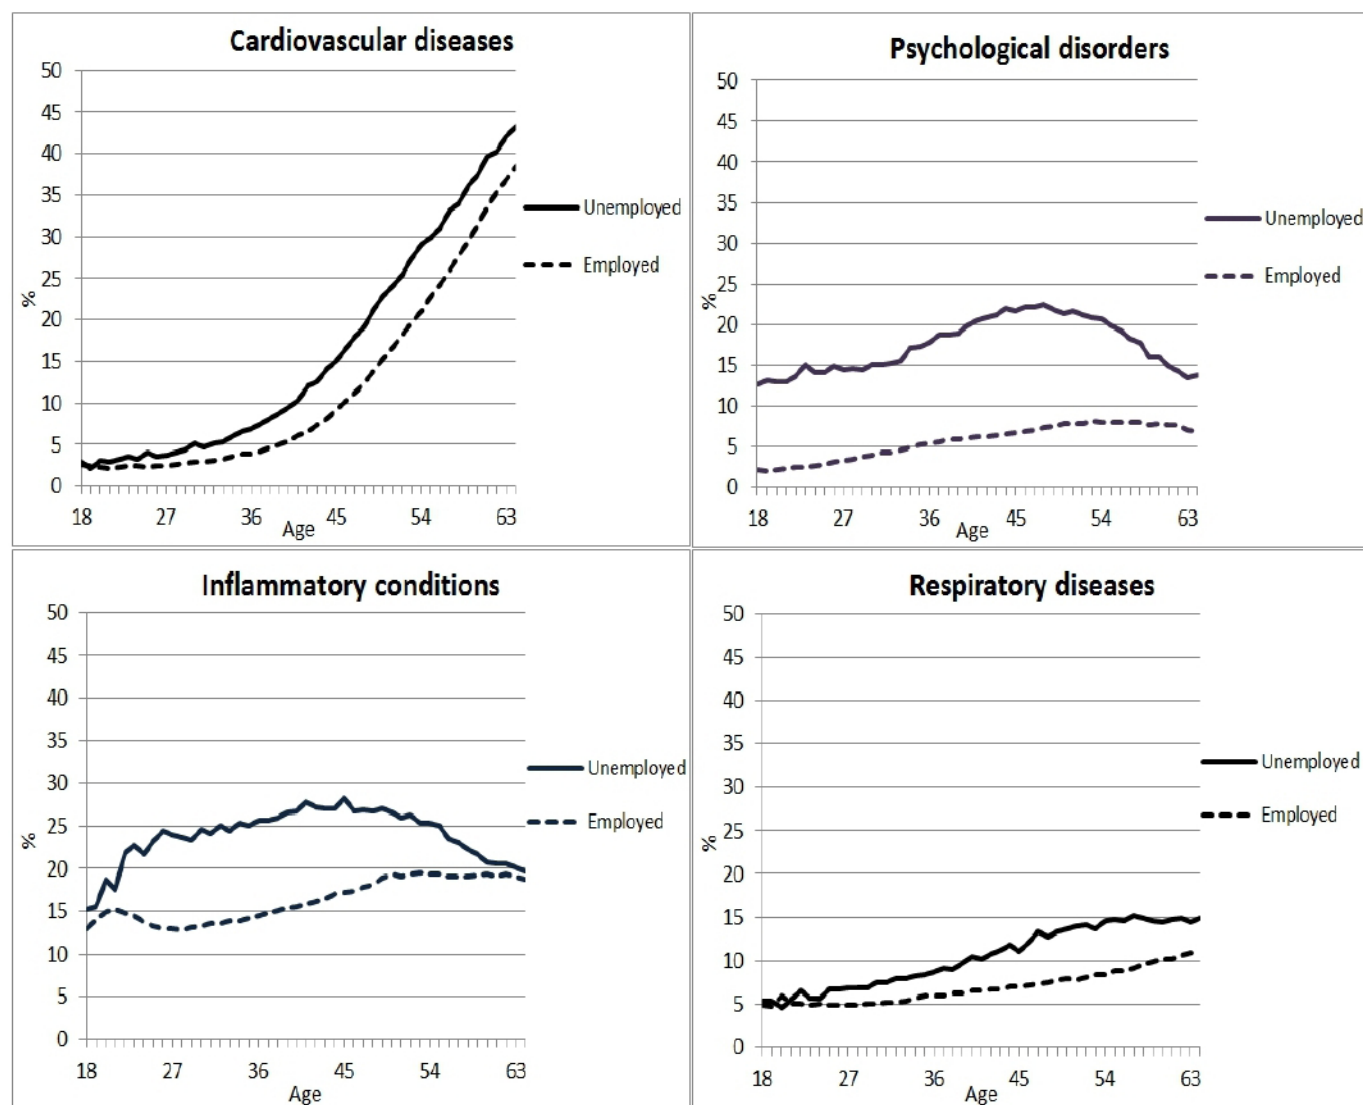 Cardiovascular diseases
50
45
40
35
30
25
20
15
10
5
0
%
18 27 36 45 54 63
Age
Unemployed
Employed
Psychological disorders
50
45
40
35
30
25
20
15
10
5
0
%
18 27 36 45 54 63
Age
Unemployed
Employed
Inflammatory conditions
50
45
40
35
30
25
20
15
10
5
0
%
18 27 36 45 54 63
Age
Unemployed
Employed
Respiratory diseases
50
45
40
35
30
25
20
15
10
5
0
%
18 27 36 45 54 63
Age
Unemployed
Employed